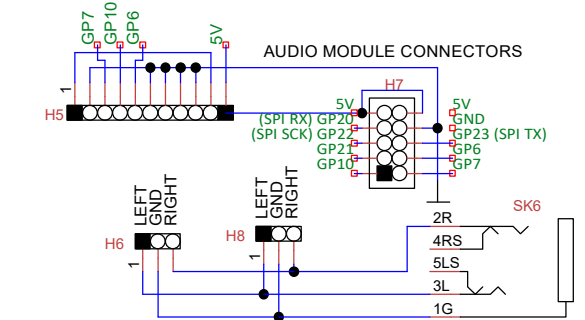 GP7
GP10
GP6
5V
AUDIO MODULE CONNECTORS
1
H5
H7
5V
5V
(SPI RX) GP20
GND
(SPI SCK) GP22
GP23 (SPI TX)
GP21
GP6
GP10
GP7
LEFT
GND
RIGHT
H6
1
LEFT
GND
RIGHT
H8
1
SK6
2R
4RS
5LS
3L
1G